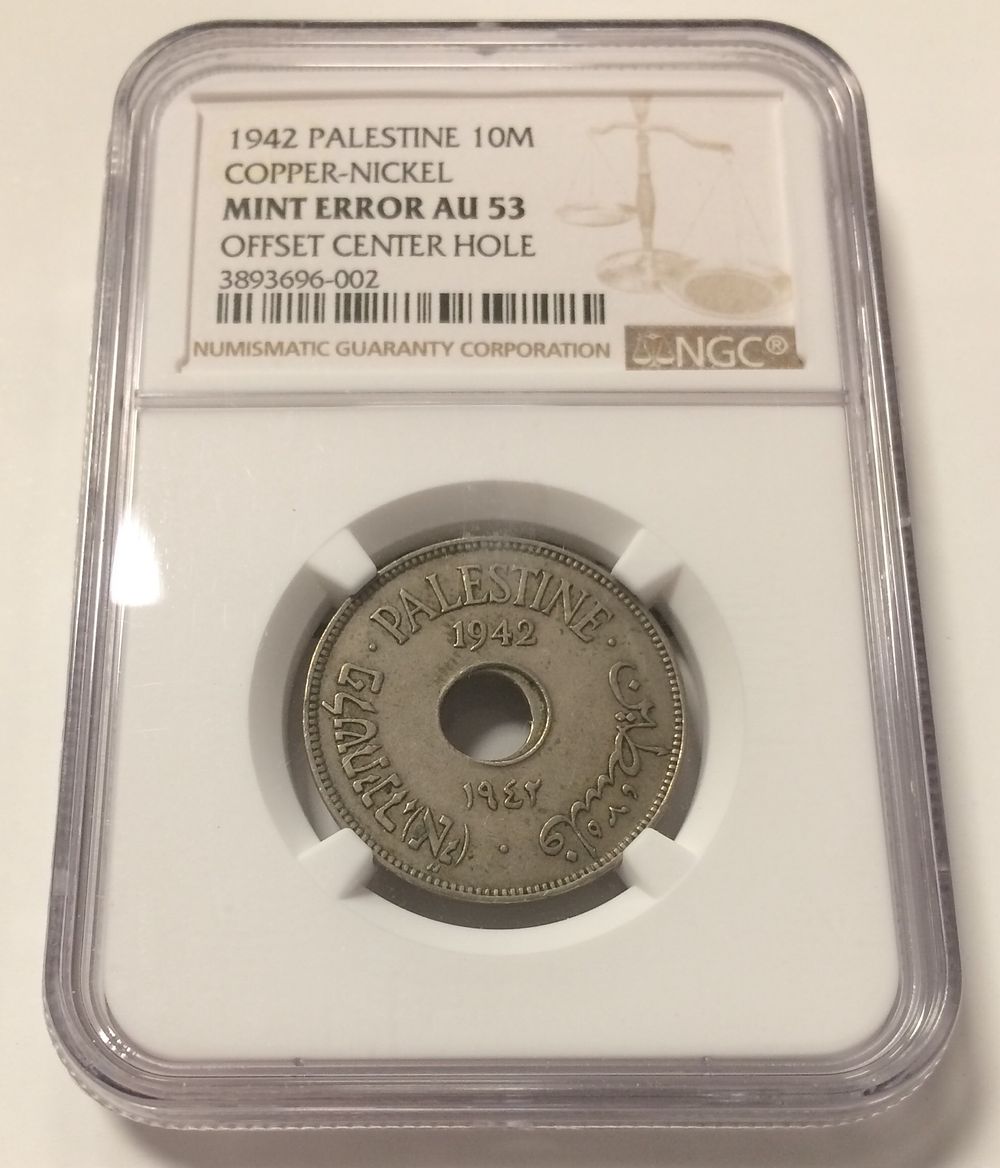 1942 PALESTINE 10M
COPPER-NICKEL
MINT ERROR AU 53
OFFSET CENTER HOLE
3893696-002
NUMISMATIC GUARANTY CORPORATION NGC®
· PALESTINE ·
1942
פלשתינה (א״י)
فلسطين
١٩٤٢